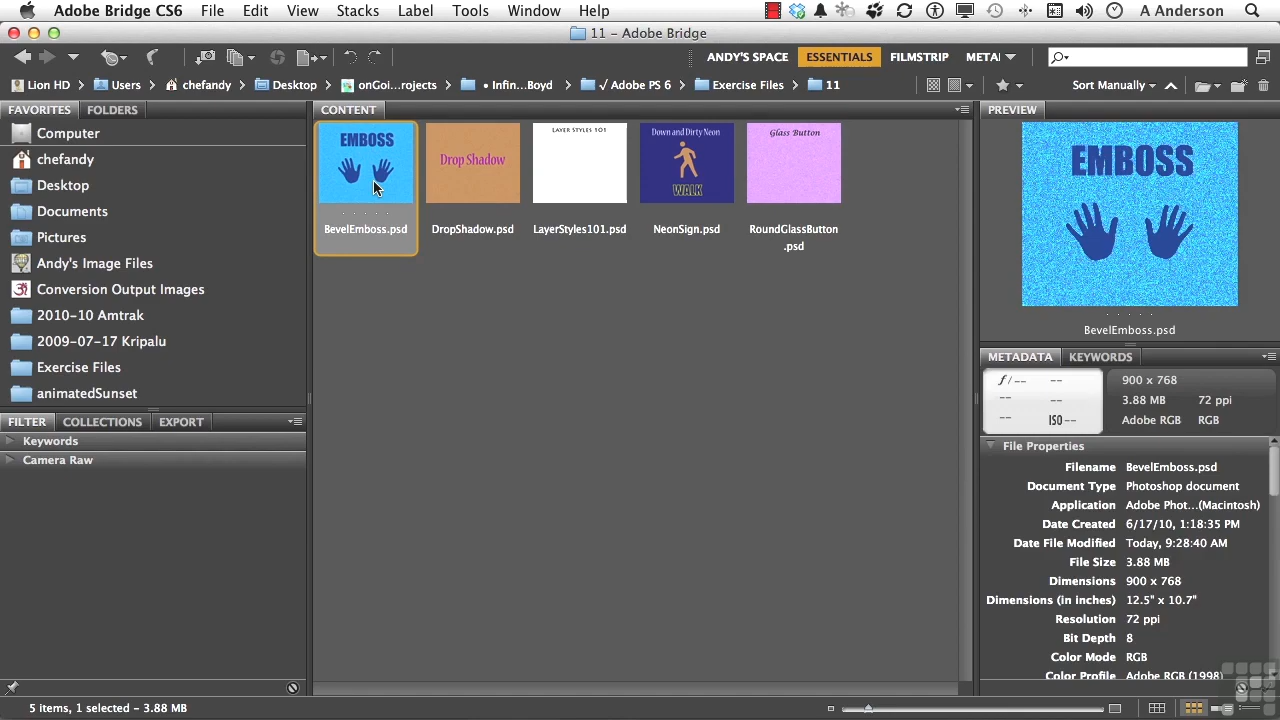 Adobe Bridge CS6 File Edit View Stacks Label Tools Window Help A Anderson
11 – Adobe Bridge
ANDY'S SPACE ESSENTIALS FILMSTRIP META
Lion HD Users chefandy Desktop onGoi...rojects • Infin...Boyd √ Adobe PS 6 Exercise Files 11 Sort Manually
FAVORITES FOLDERS
Computer
chefandy
Desktop
Documents
Pictures
Andy's Image Files
Conversion Output Images
2010-10 Amtrak
2009-07-17 Kripalu
Exercise Files
animatedSunset
FILTER COLLECTIONS EXPORT
Keywords
Camera Raw
CONTENT
EMBOSS
Drop Shadow
LAYER STYLES 101
Down and Dirty Neon
WALK
Glass Button
BevelEmboss.psd DropShadow.psd LayerStyles101.psd NeonSign.psd RoundGlassButton
.psd
PREVIEW
EMBOSS
BevelEmboss.psd
METADATA KEYWORDS
f/-- --
-- --
-- ISO --
900 x 768
3.88 MB 72 ppi
Adobe RGB RGB
File Properties
Filename BevelEmboss.psd
Document Type Photoshop document
Application Adobe Phot...(Macintosh)
Date Created 6/17/10, 1:18:35 PM
Date File Modified Today, 9:28:40 AM
File Size 3.88 MB
Dimensions 900 x 768
Dimensions (in inches) 12.5" x 10.7"
Resolution 72 ppi
Bit Depth 8
Color Mode RGB
Color Profile Adobe RGB (1998)
5 items, 1 selected - 3.88 MB